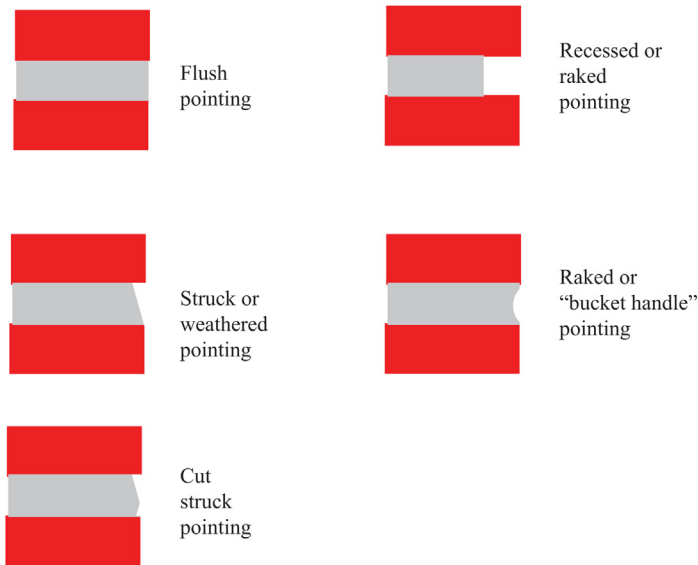 Flush
pointing
Recessed or
raked
pointing
Struck or
weathered
pointing
Raked or
“bucket handle”
pointing
Cut
struck
pointing